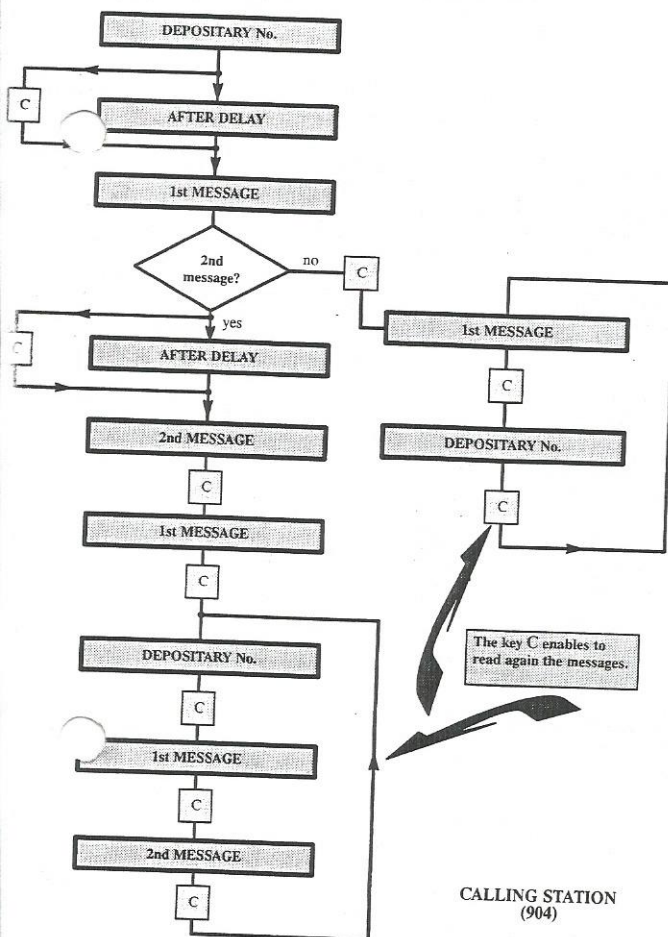 DEPOSITARY No.
C
AFTER DELAY
1st MESSAGE
2nd
message?
no
C
yes
1st MESSAGE
C
AFTER DELAY
C
2nd MESSAGE
DEPOSITARY No.
C
C
1st MESSAGE
C
The key C enables to
read again the messages.
DEPOSITARY No.
C
1st MESSAGE
C
2nd MESSAGE
C
CALLING STATION
(904)